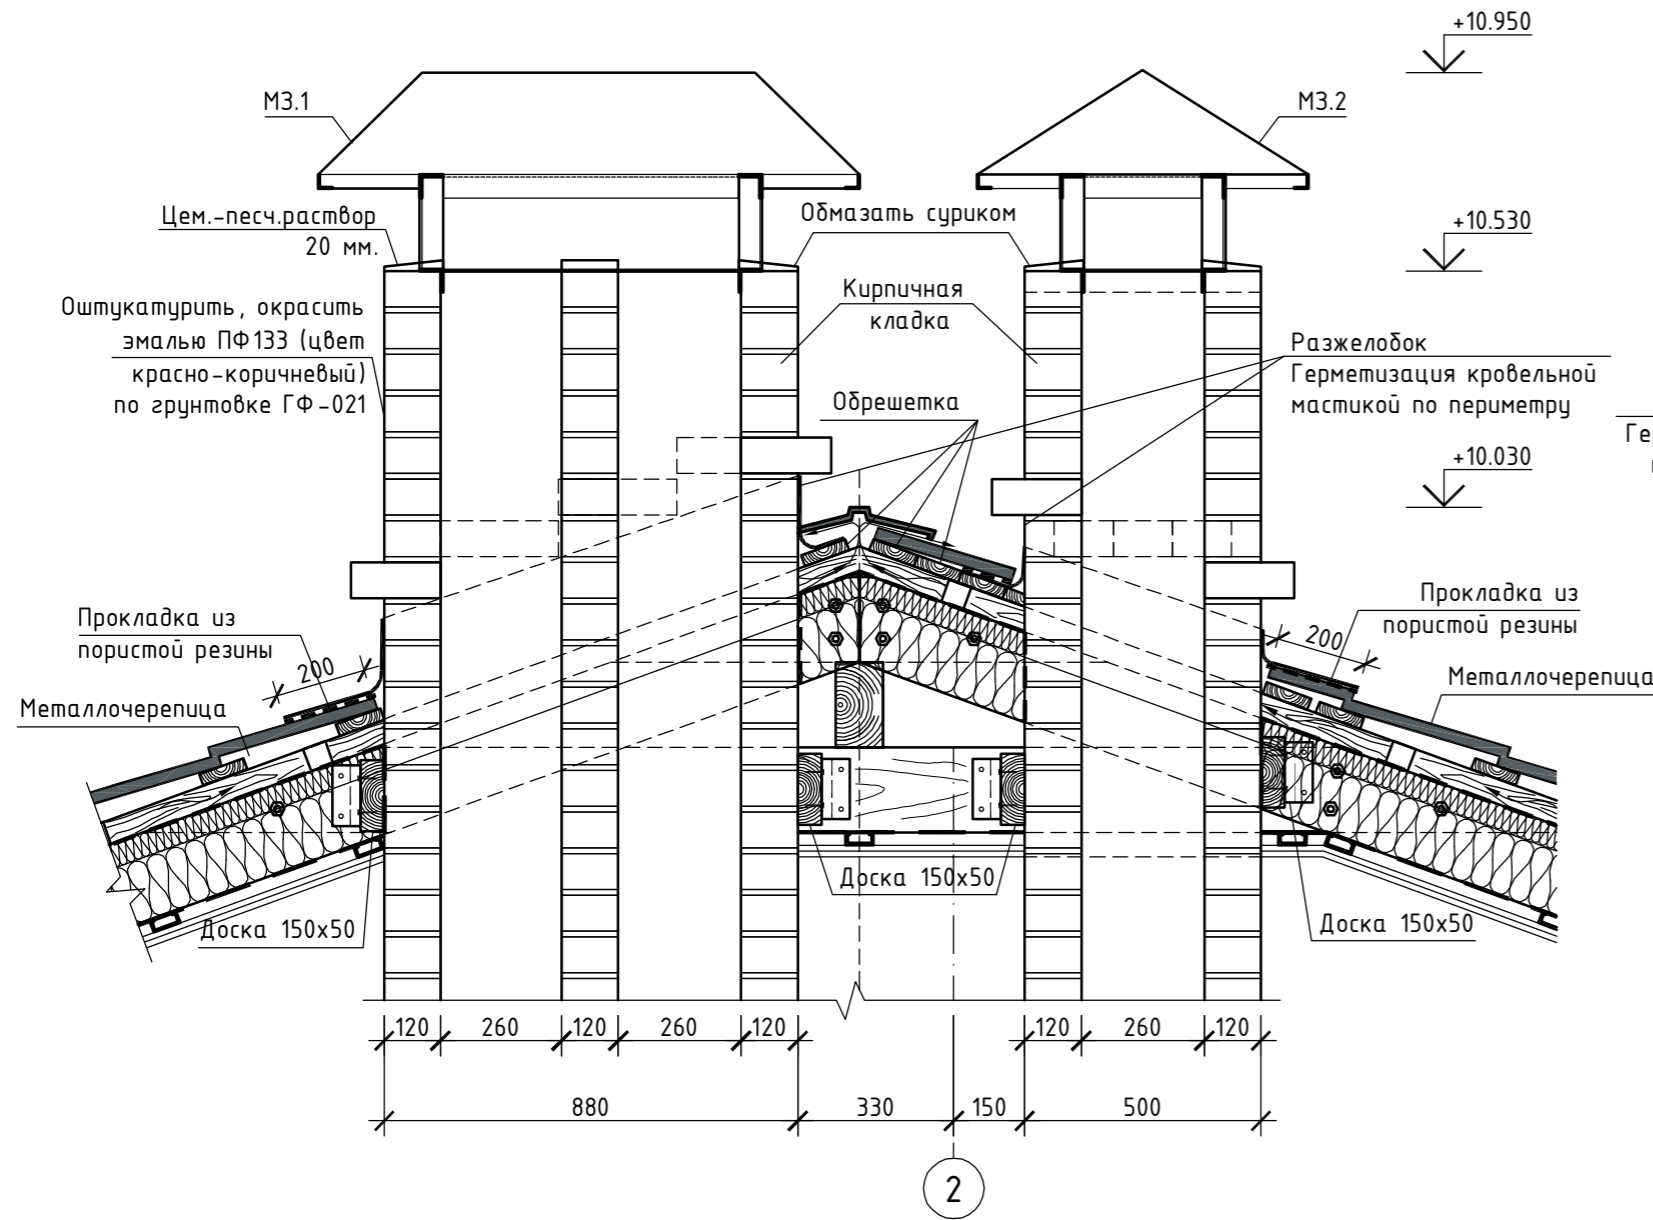 +10.950
МЗ.1
МЗ.2
Цем.-песч.раствор
20 мм.
Обмазать суриком
+10.530
Оштукатурить, окрасить
эмалью ПФ133 (цвет
красно-коричневый)
по грунтовке ГФ-021
Кирпичная
кладка
Разжелобок
Герметизация кровельной
мастикой по периметру
Обрешетка
+10.030
Прокладка из
пористой резины
200
Металлочерепица
Прокладка из
пористой резины
200
Металлочерепица
Доска 150х50
Доска 150х50
Доска 150х50
120 260 120 260 120 120 260 120
880 330 150 500
2